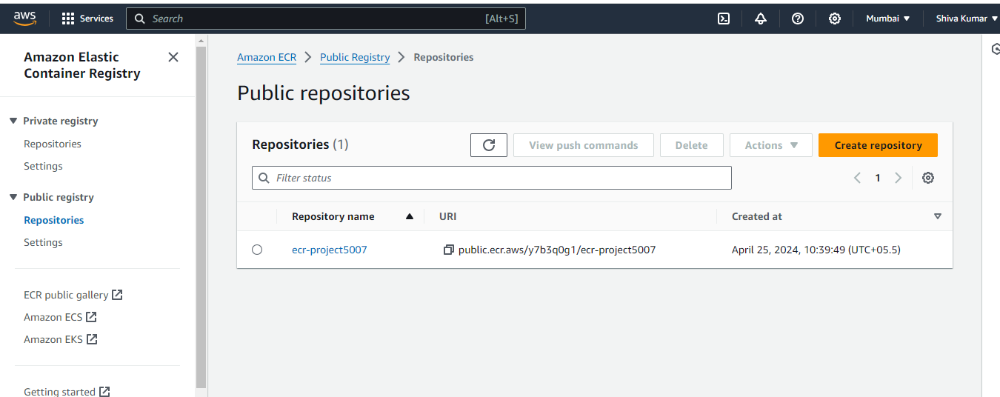 aws Services Search [Alt+S] Mumbai Shiva Kumar
Amazon Elastic
Container Registry
Private registry
Repositories
Settings
Public registry
Repositories
Settings
ECR public gallery
Amazon ECS
Amazon EKS
Getting started
Amazon ECR Public Registry Repositories
Public repositories
Repositories (1) View push commands Delete Actions Create repository
Filter status 1
Repository name URI Created at
ecr-project5007 public.ecr.aws/y7b3q0g1/ecr-project5007 April 25, 2024, 10:39:49 (UTC+05.5)